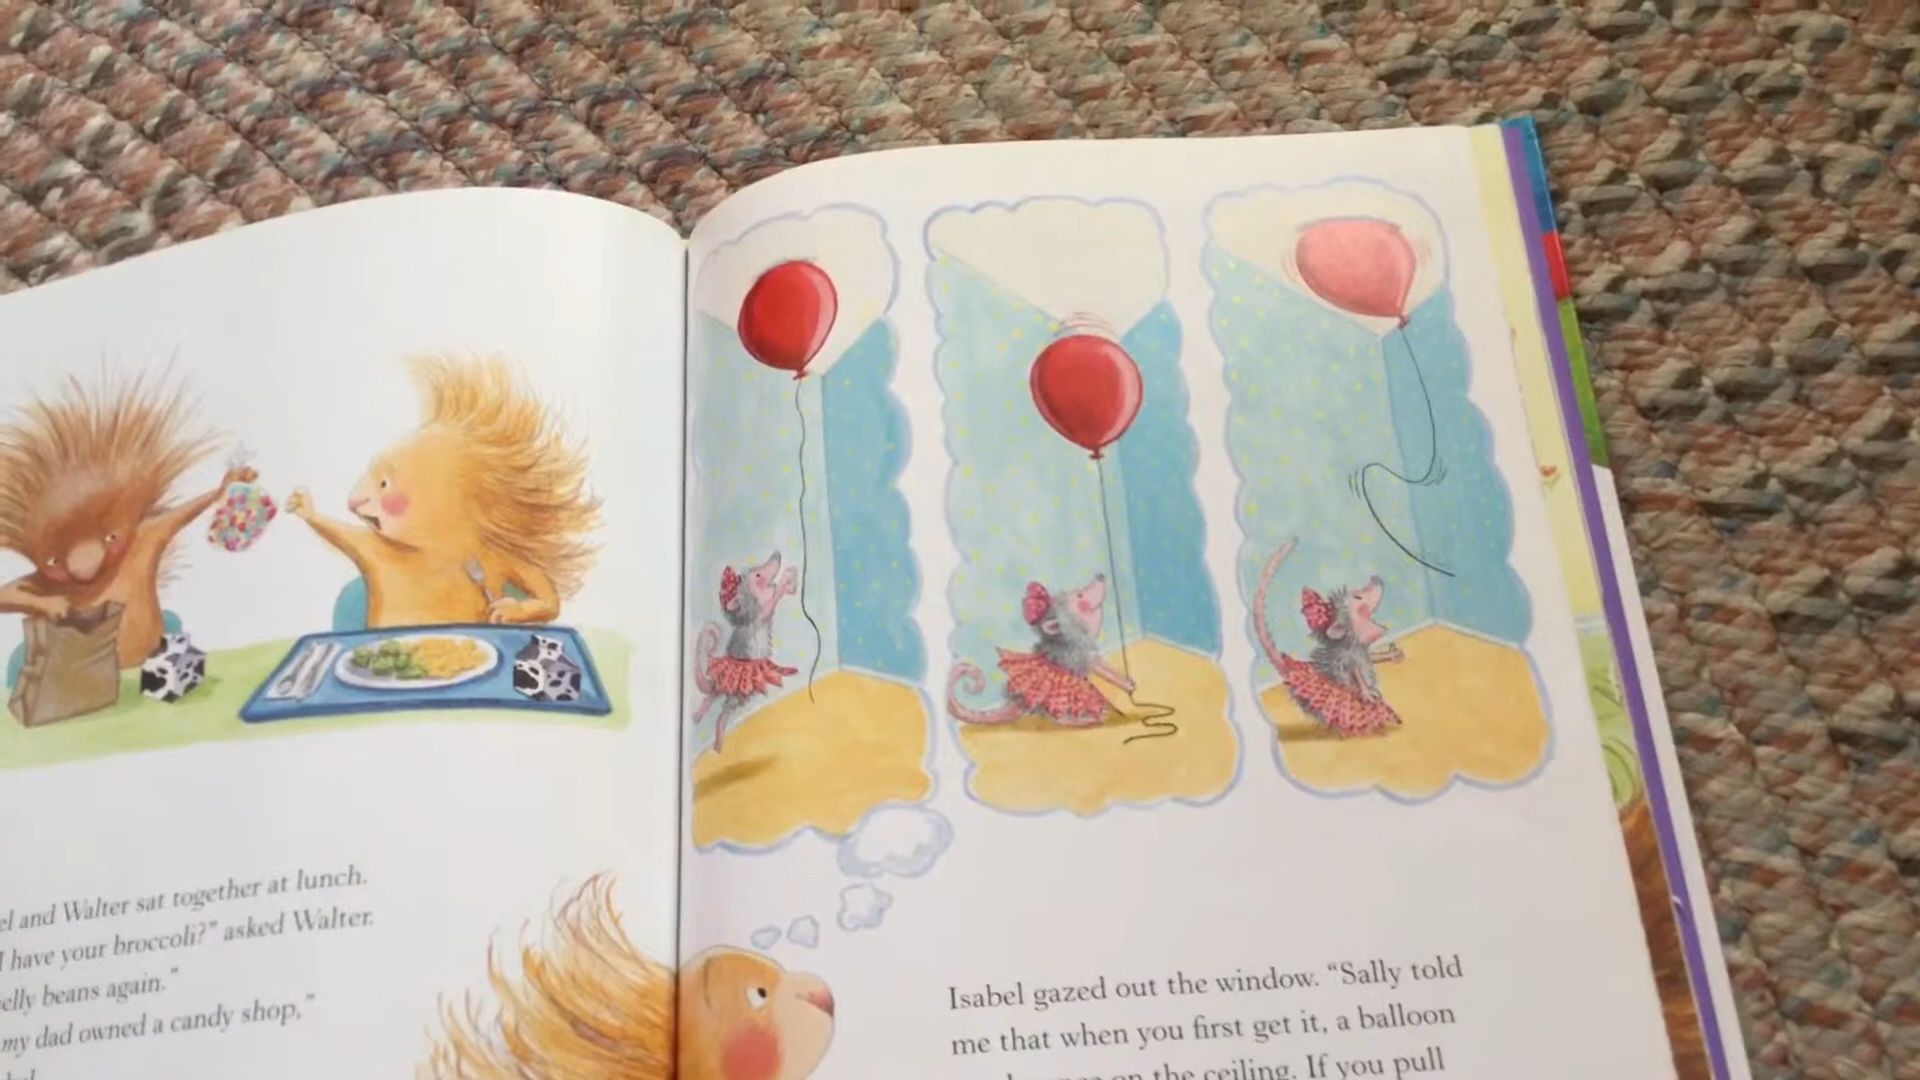 and Walter sat together at lunch.
I have your broccoli?” asked Walter.
elly beans again.”
my dad owned a candy shop,”
Isabel gazed out the window. “Sally told
me that when you first get it, a balloon
on the ceiling. If you pull